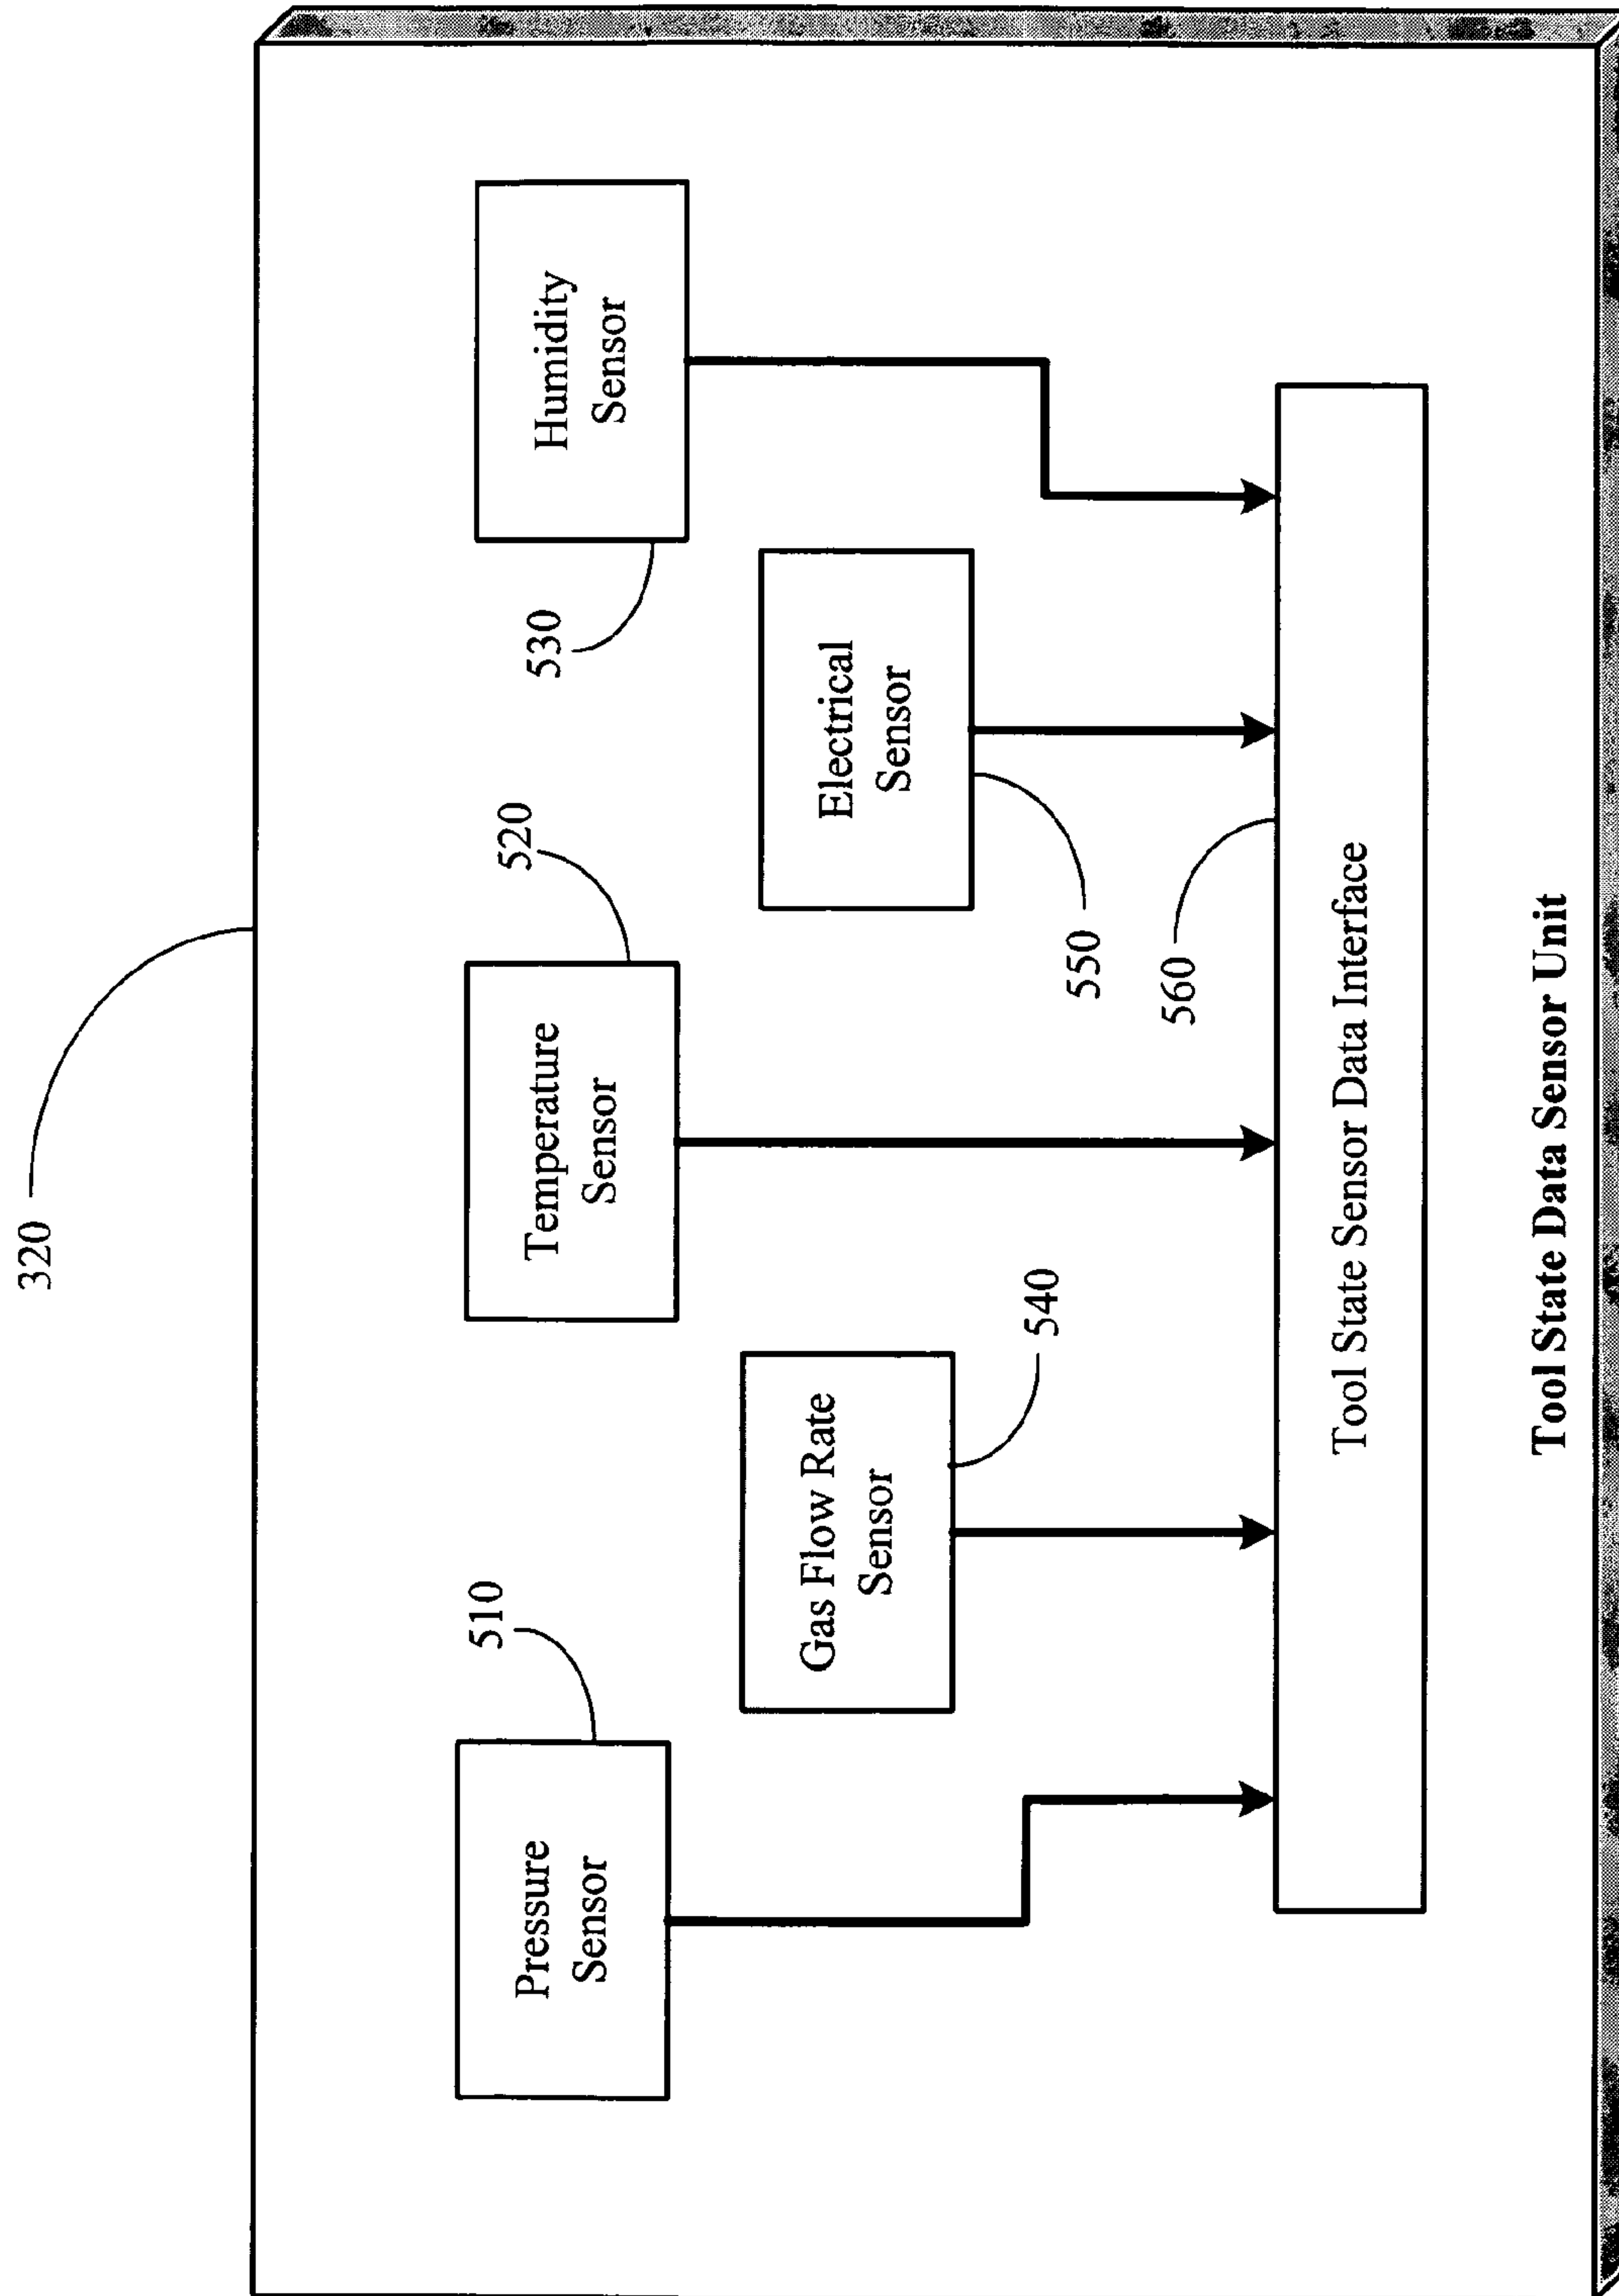 320
Pressure
Sensor
510
Temperature
Sensor
520
Humidity
Sensor
530
Gas Flow Rate
Sensor
540
Electrical
Sensor
550
560
Tool State Sensor Data Interface
Tool State Data Sensor Unit